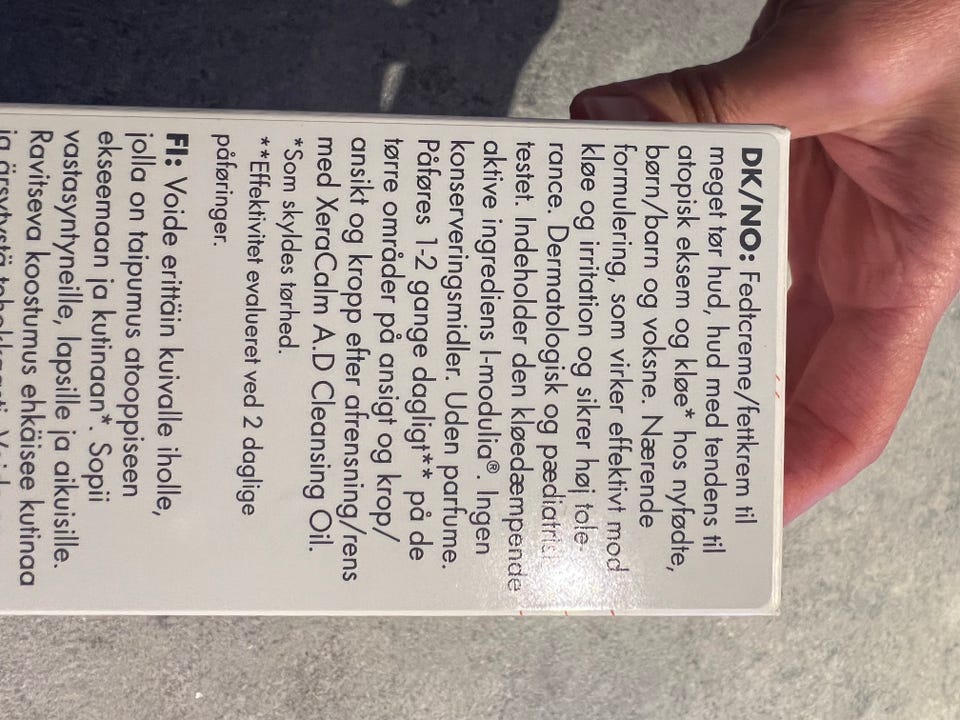 DK/NO: Fedtcreme/fettkrem til
meget tør hud, hud med tendens til
atopisk eksem og kløe* hos nyfødte,
børn/barn og voksne. Nærende
formulering, som virker effektivt mod
kløe og irritation og sikrer høj tole-
rance. Dermatologisk og pædiatrisk
testet. Indeholder den kløedæmpende
aktive ingrediens I-modulia®. Ingen
konserveringsmidler. Uden parfume.
Påføres 1-2 gange dagligt** på de
tørre områder på ansigt og krop/
ansikt og kropp efter afrensning/rens
med XeraCalm A.D Cleansing Oil.
*Som skyldes tørhed.
**Effektivitet evalueret ved 2 daglige
påføringer.
FI: Voide erittäin kuivalle iholle,
jolla on taipumus atooppiseen
ekseemaan ja kutinaan*. Sopii
vastasyntyneille, lapsille ja aikuisille.
Ravitseva koostumus ehkäisee kutinaa
ja ärsytystä